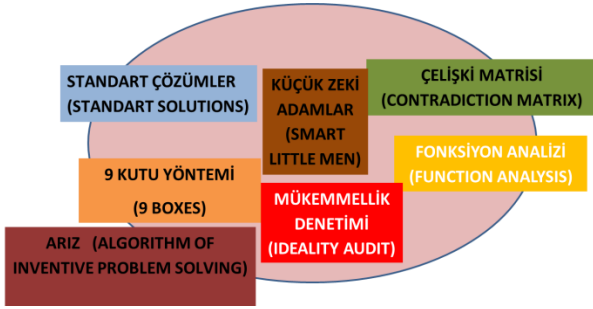 STANDART ÇÖZÜMLER
(STANDART SOLUTIONS)
KÜÇÜK ZEKİ
ADAMLAR
(SMART
LITTLE MEN)
ÇELİŞKİ MATRİSİ
(CONTRADICTION MATRIX)
FONKSİYON ANALİZİ
(FUNCTION ANALYSIS)
9 KUTU YÖNTEMİ
(9 BOXES)
MÜKEMMELLİK
DENETİMİ
(IDEALITY AUDIT)
ARIZ (ALGORITHM OF
INVENTIVE PROBLEM SOLVING)